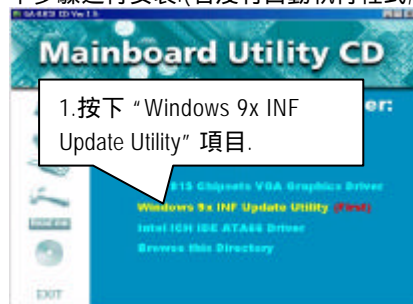 Mainboard Utility CD
er:
1.按下 “Windows 9x INF
Update Utility” 項目.
815 Chipsets VGA Graphics Driver
Windows 9x INF Update Utility (First)
Intel ICH IDE ATA66 Driver
Browse this Directory
EXIT